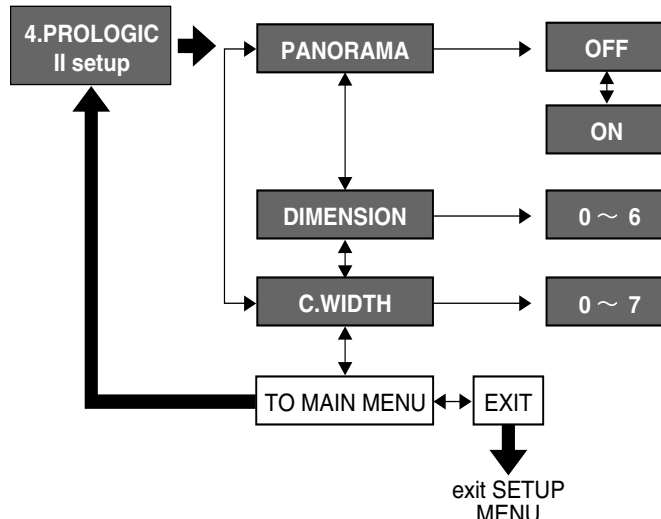 4.PROLOGIC
II setup
PANORAMA
OFF
ON
DIMENSION
0 ～ 6
C.WIDTH
0 ～ 7
TO MAIN MENU
EXIT
exit SETUP
MENU